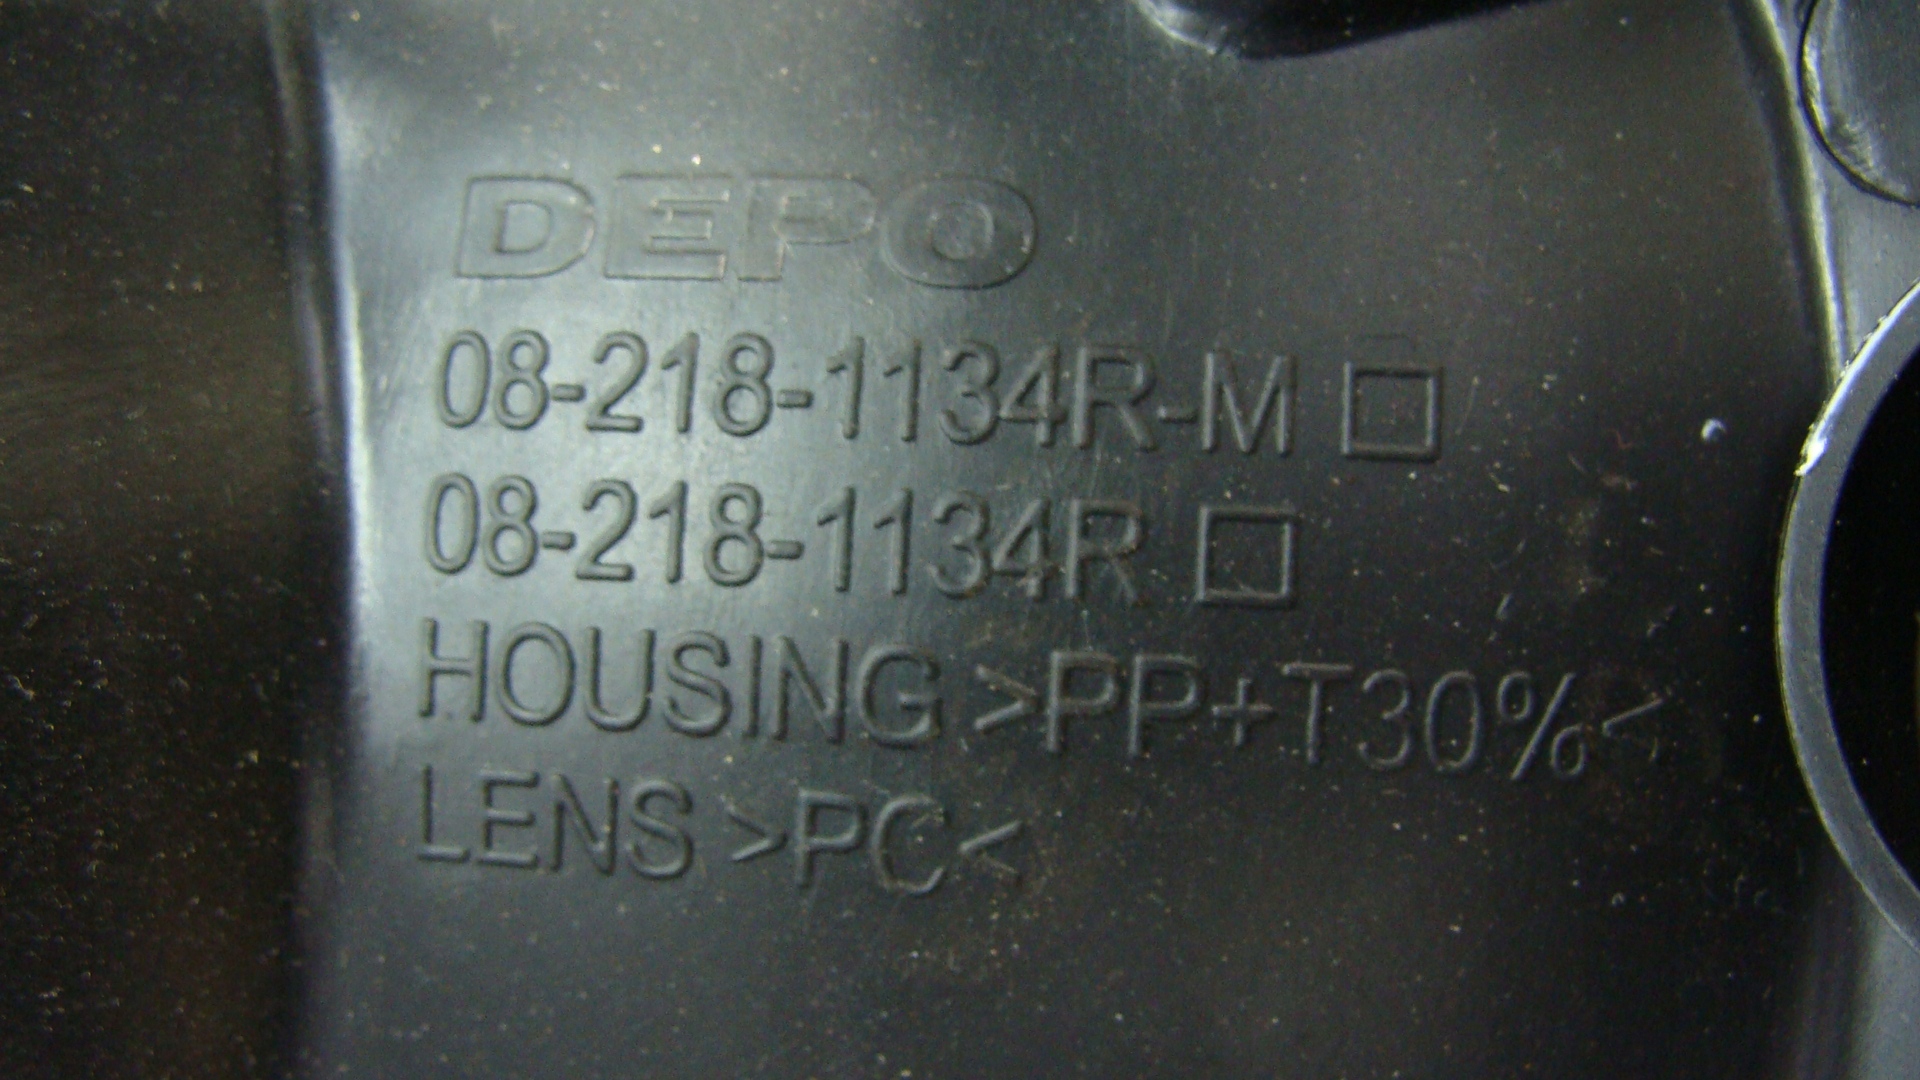 DEPO
08-218-1134R-M □
08-218-1134R □
HOUSING >PP+T30%<
LENS >PC<